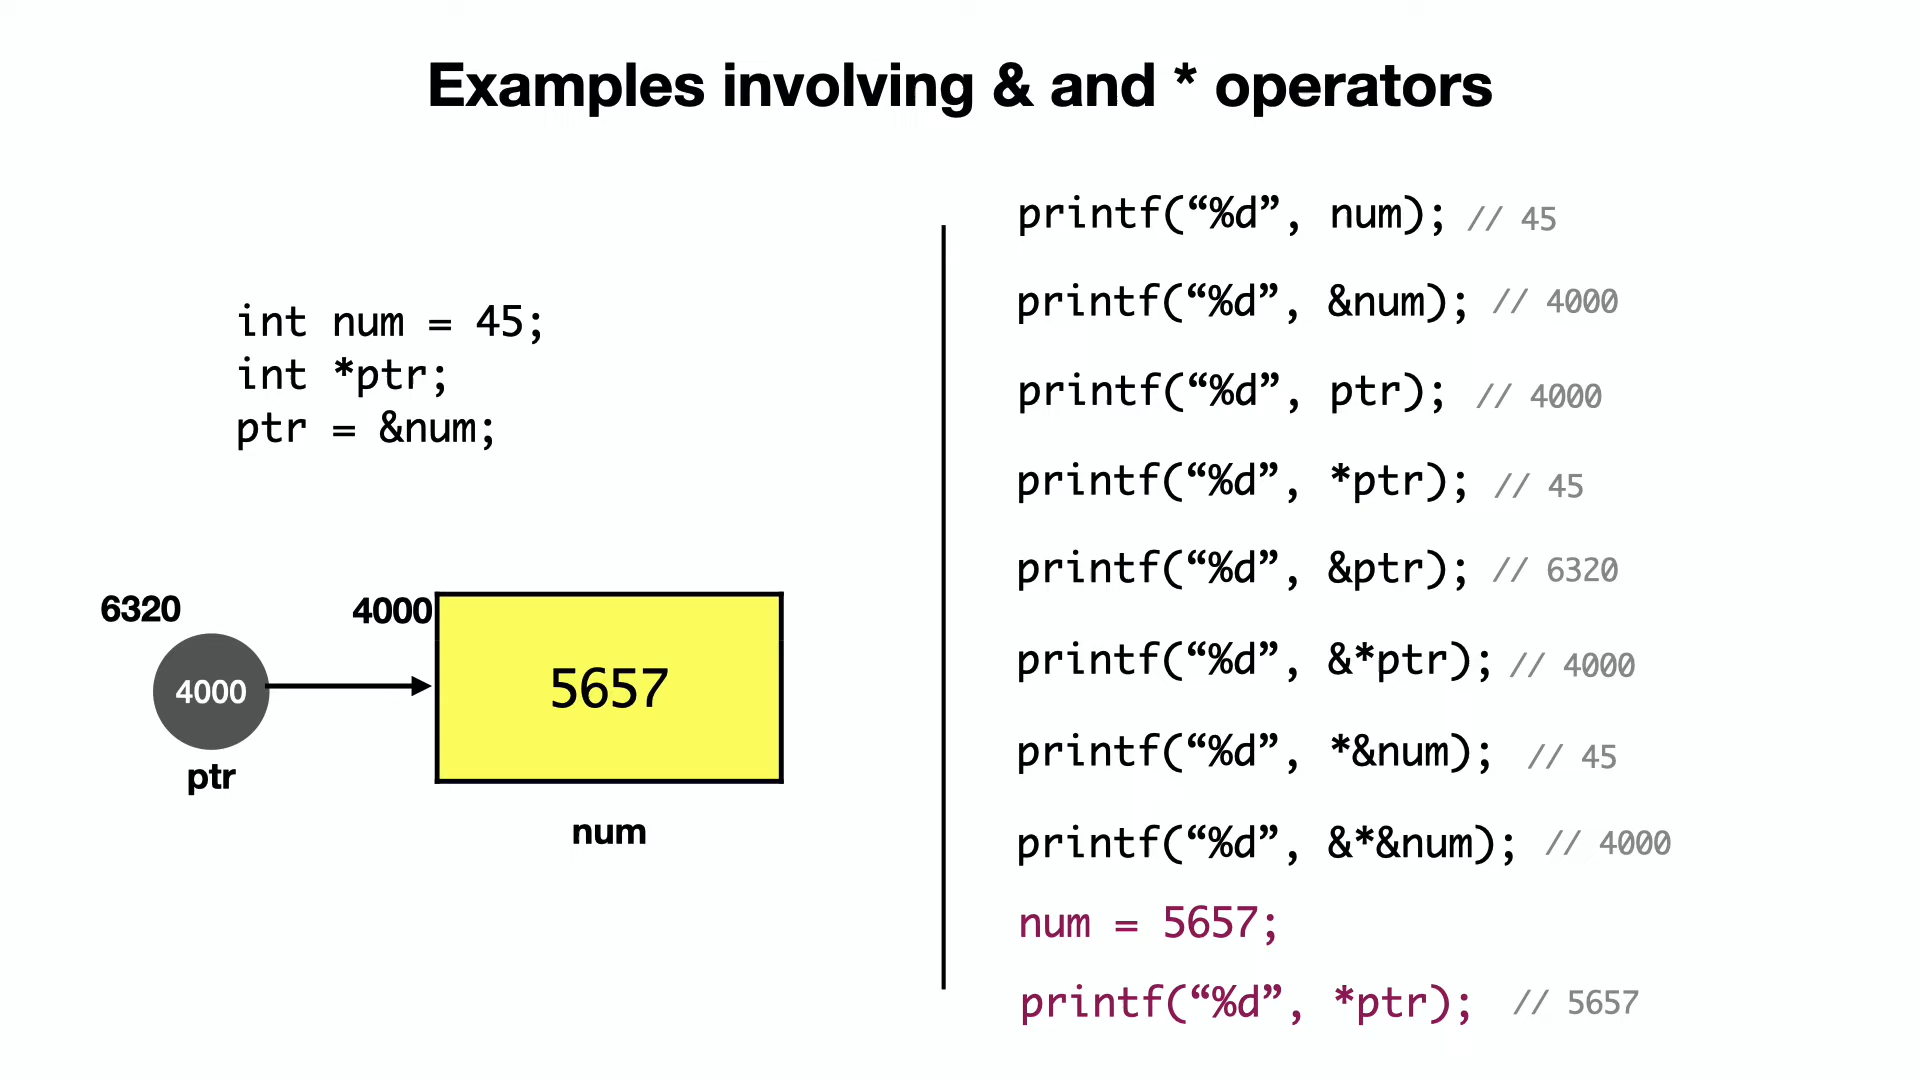 Examples involving & and * operators
int num = 45;
int *ptr;
ptr = &num;
6320
4000
4000
5657
ptr
num
printf(“%d”, num); // 45
printf(“%d”, &num); // 4000
printf(“%d”, ptr); // 4000
printf(“%d”, *ptr); // 45
printf(“%d”, &ptr); // 6320
printf(“%d”, &*ptr); // 4000
printf(“%d”, *&num); // 45
printf(“%d”, &*&num); // 4000
num = 5657;
printf(“%d”, *ptr); // 5657